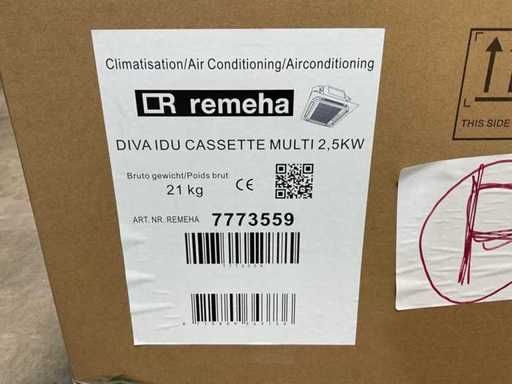 Climatisation/Air Conditioning/Airconditioning
remeha
DIVA IDU CASSETTE MULTI 2,5KW
Bruto gewicht/Poids brut
21 kg CE
ART. NR. REMEHA 7773559
7773559
THIS SIDE